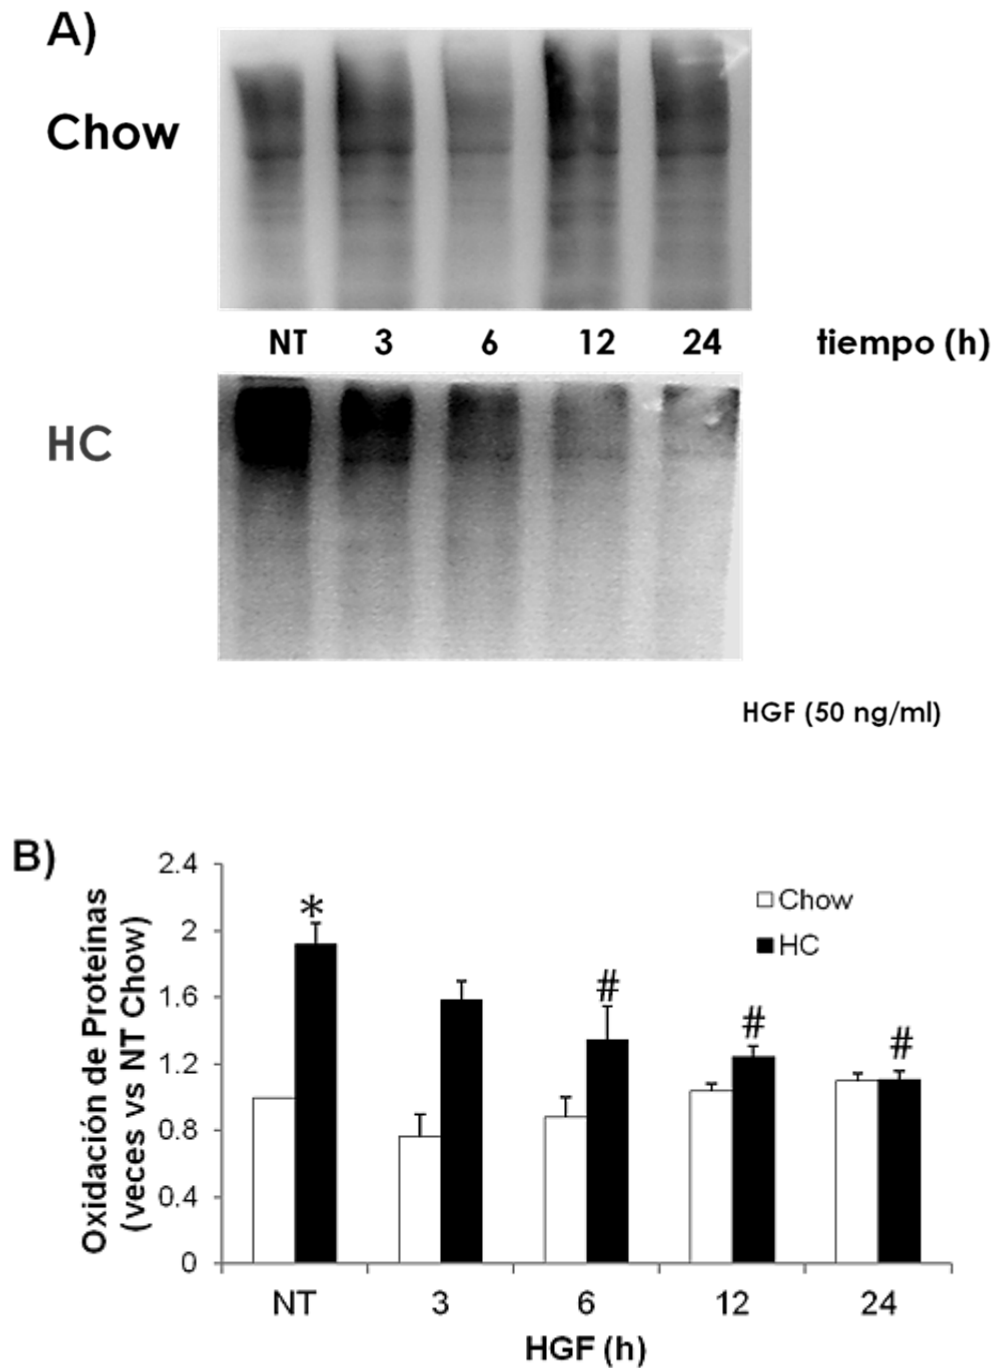 A)
Chow
NT 3 6 12 24 tiempo (h)
HC
HGF (50 ng/ml)
B)
Oxidación de Proteínas
(veces vs NT Chow)
2.4
2
1.6
1.2
0.8
0.4
0
*
#
#
#
Chow
HC
NT 3 6 12 24
HGF (h)